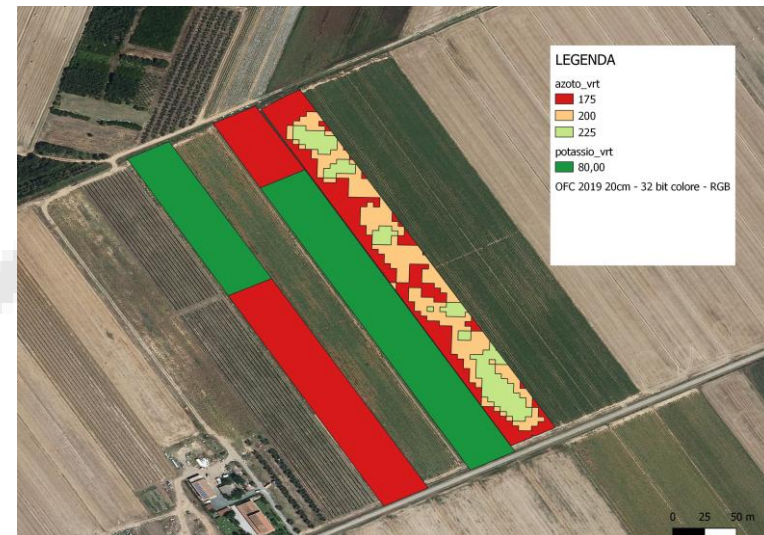 LEGENDA
azoto_vrt
175
200
225
potassio_vrt
80,00
OFC 2019 20cm - 32 bit colore - RGB
0 25 50 m